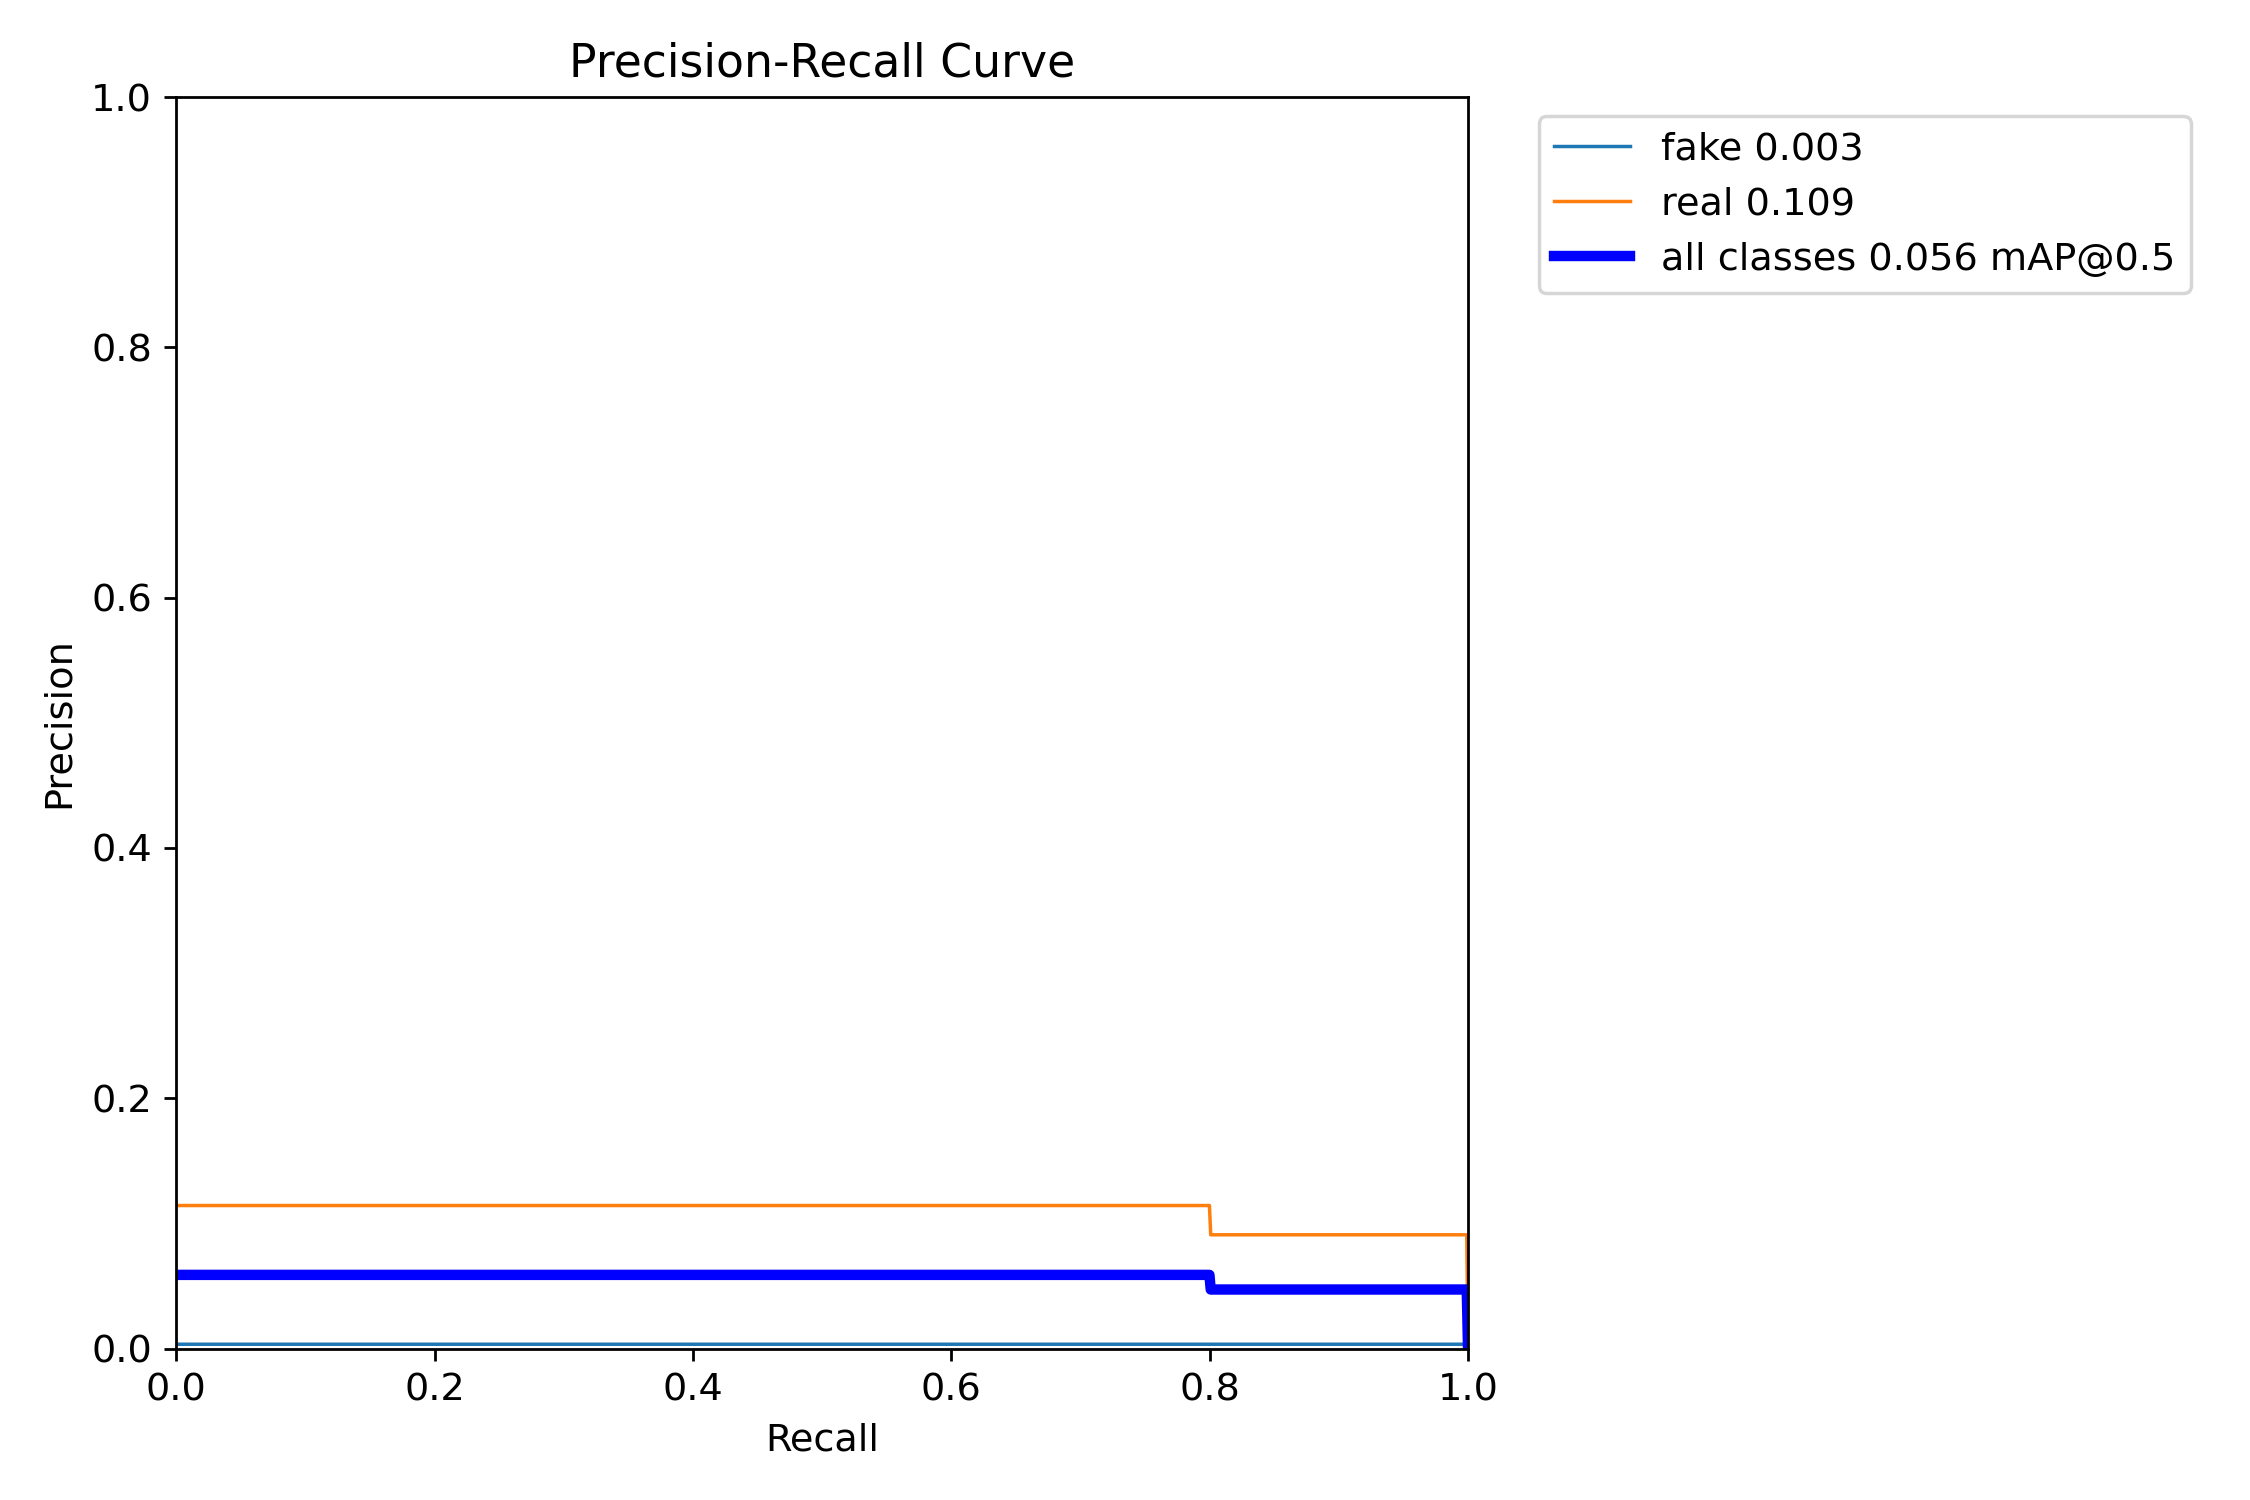 Precision-Recall Curve
1.0
0.8
0.6
0.4
0.2
0.0
Precision
0.0 0.2 0.4 0.6 0.8 1.0
Recall
fake 0.003
real 0.109
all classes 0.056 mAP@0.5